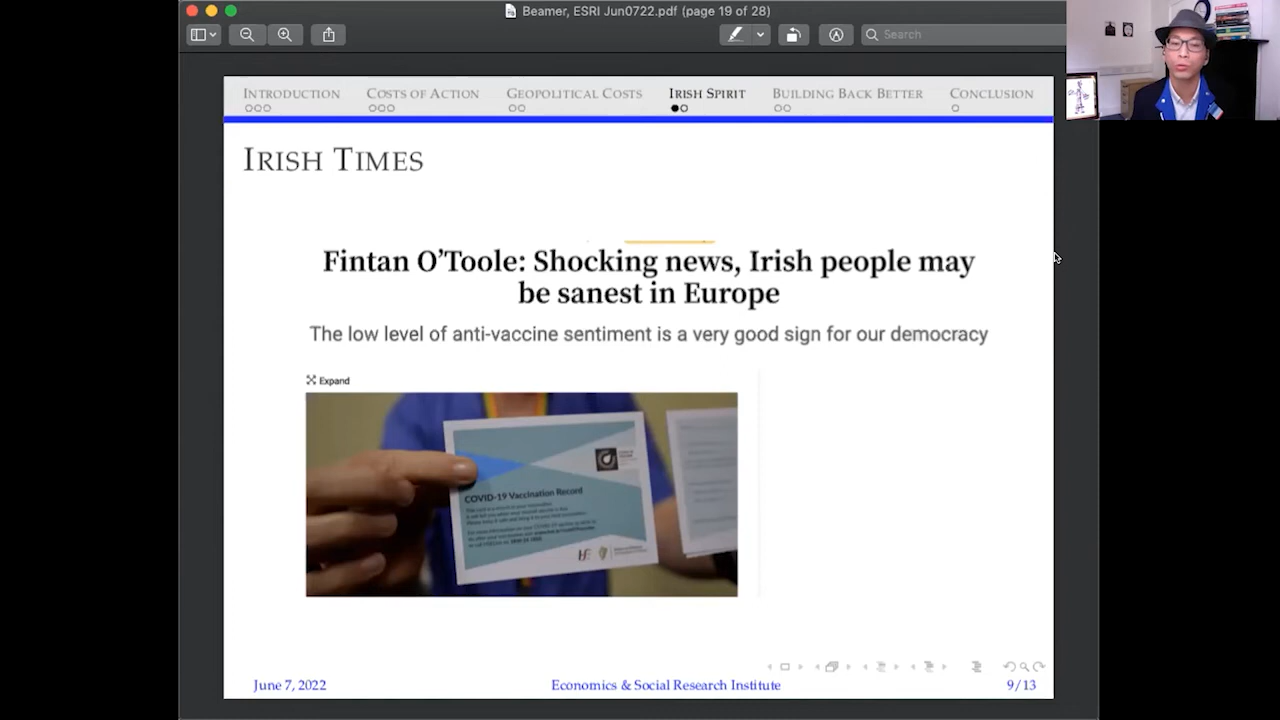 Beamer, ESRI Jun0722.pdf (page 19 of 28)
Search
INTRODUCTION
COSTS OF ACTION
GEOPOLITICAL COSTS
IRISH SPIRIT
BUILDING BACK BETTER
CONCLUSION
IRISH TIMES
Fintan O'Toole: Shocking news, Irish people may
be sanest in Europe
The low level of anti-vaccine sentiment is a very good sign for our democracy
Expand
COVID-19 Vaccination Record
June 7, 2022
Economics & Social Research Institute
9/13